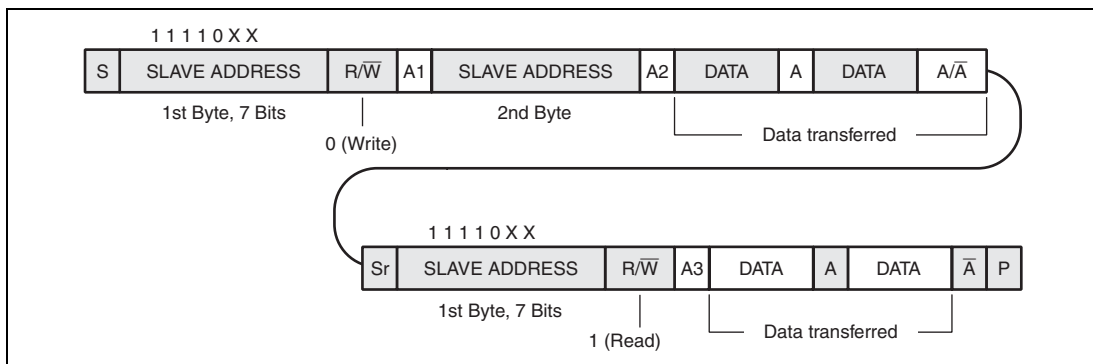 1 1 1 1 0 X X
S SLAVE ADDRESS R/W̅ A1 SLAVE ADDRESS A2 DATA A DATA A/A̅
1st Byte, 7 Bits 2nd Byte
0 (Write) Data transferred
1 1 1 1 0 X X
Sr SLAVE ADDRESS R/W̅ A3 DATA A DATA A̅ P
1st Byte, 7 Bits
1 (Read) Data transferred